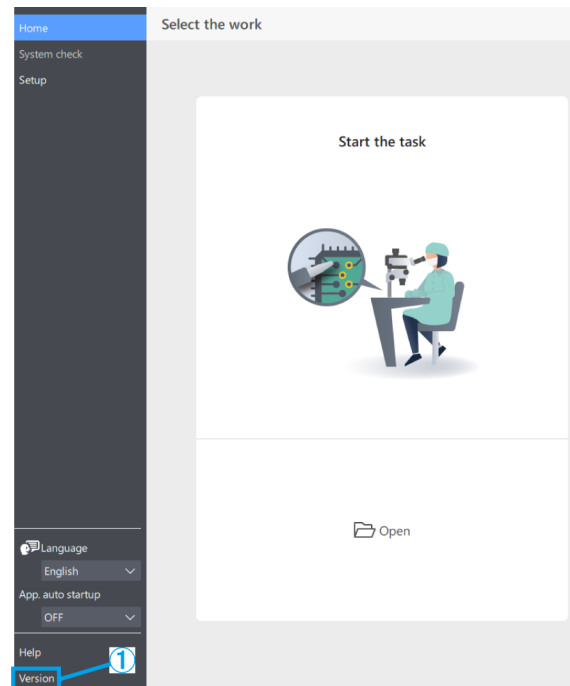 Home
System check
Setup
Select the work
Start the task
Open
Language
English
App. auto startup
OFF
Help
①
Version